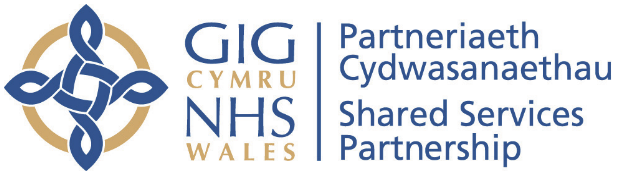 GIG
CYMRU
NHS
WALES
Partneriaeth
Cydwasanaethau
Shared Services
Partnership